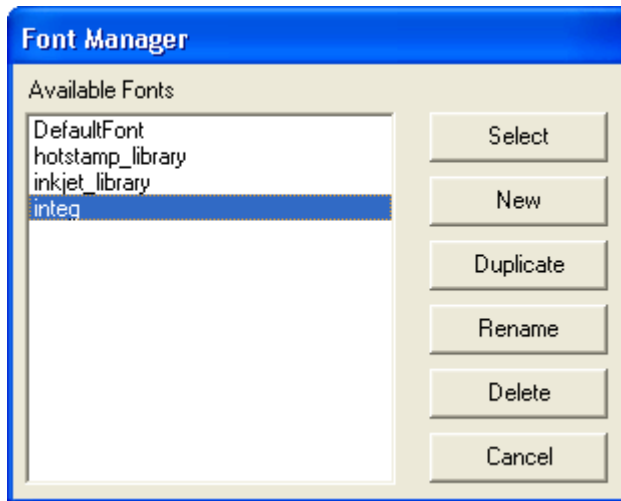 Font Manager
Available Fonts
DefaultFont
hotstamp_library
inkjet_library
integ
Select
New
Duplicate
Rename
Delete
Cancel